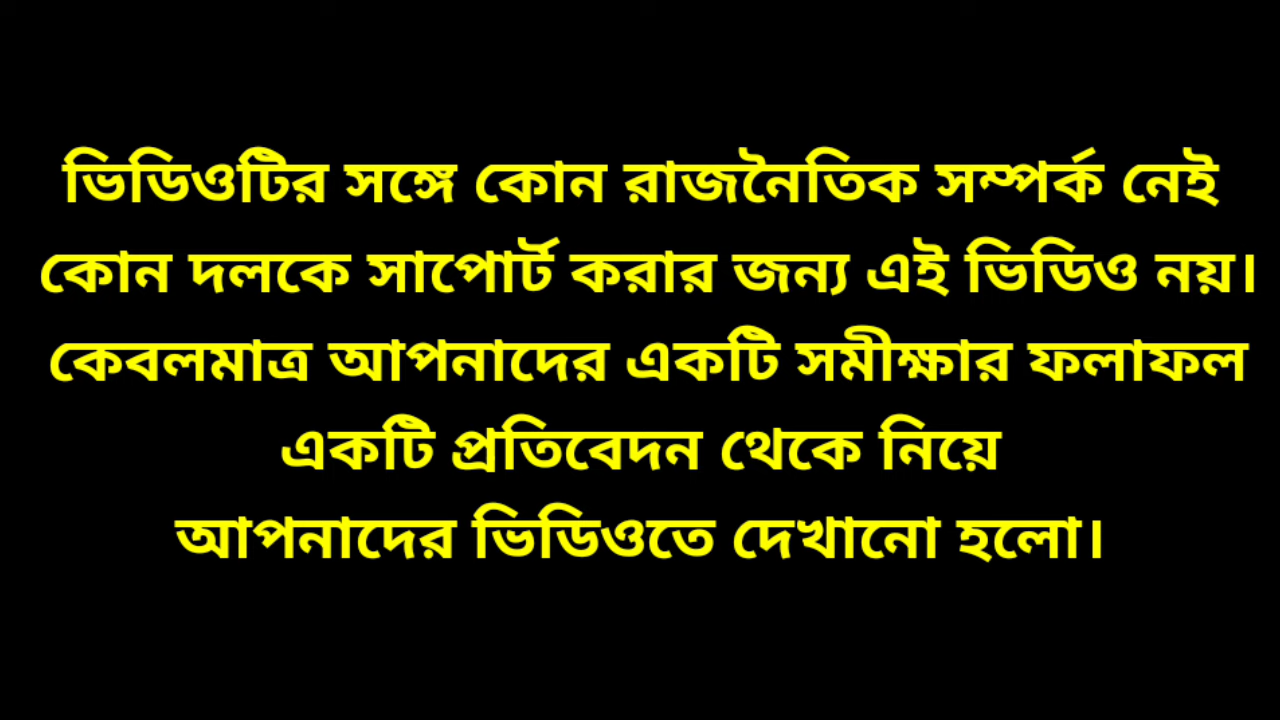 ভিডিওটির সঙ্গে কোন রাজনৈতিক সম্পর্ক নেই
কোন দলকে সাপোর্ট করার জন্য এই ভিডিও নয়।
কেবলমাত্র আপনাদের একটি সমীক্ষার ফলাফল
একটি প্রতিবেদন থেকে নিয়ে
আপনাদের ভিডিওতে দেখানো হলো।